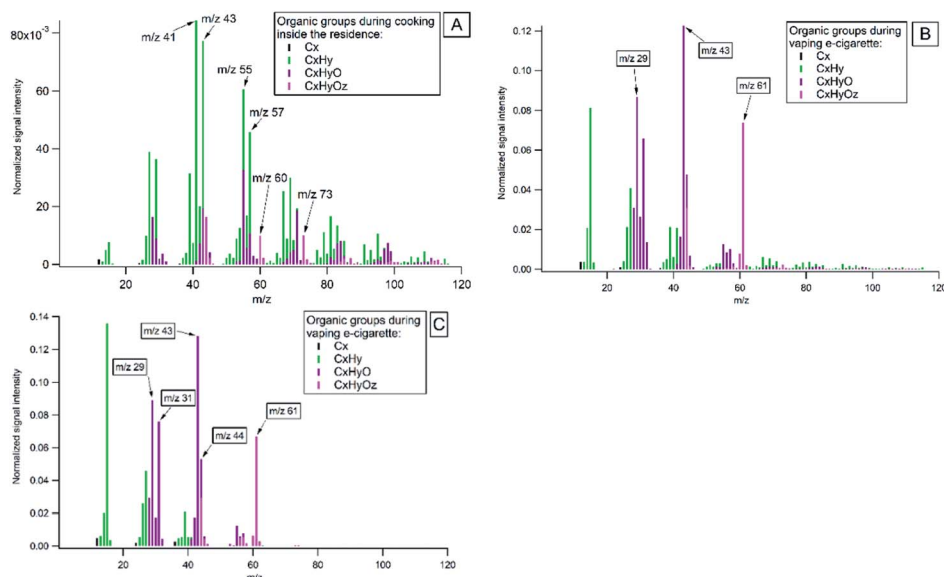 A
Organic groups during cooking
inside the residence:
Cx
CxHy
CxHyO
CxHyOz
m/z 43
m/z 41
m/z 55
m/z 57
m/z 60
m/z 73
Normalized signal intensity
80x10⁻³
60
40
20
0
20
40
60
80
100
120
m/z
B
Organic groups during
vaping e-cigarette:
Cx
CxHy
CxHyO
CxHyOz
m/z 29
m/z 43
m/z 61
Normalized signal intensity
0.12
0.10
0.08
0.06
0.04
0.02
0.00
0
20
40
60
80
100
120
m/z
C
Organic groups during
vaping e-cigarette:
Cx
CxHy
CxHyO
CxHyOz
m/z 43
m/z 29
m/z 31
m/z 61
m/z 44
Normalized signal intensity
0.14
0.12
0.10
0.08
0.06
0.04
0.02
0.00
20
40
60
80
100
120
m/z